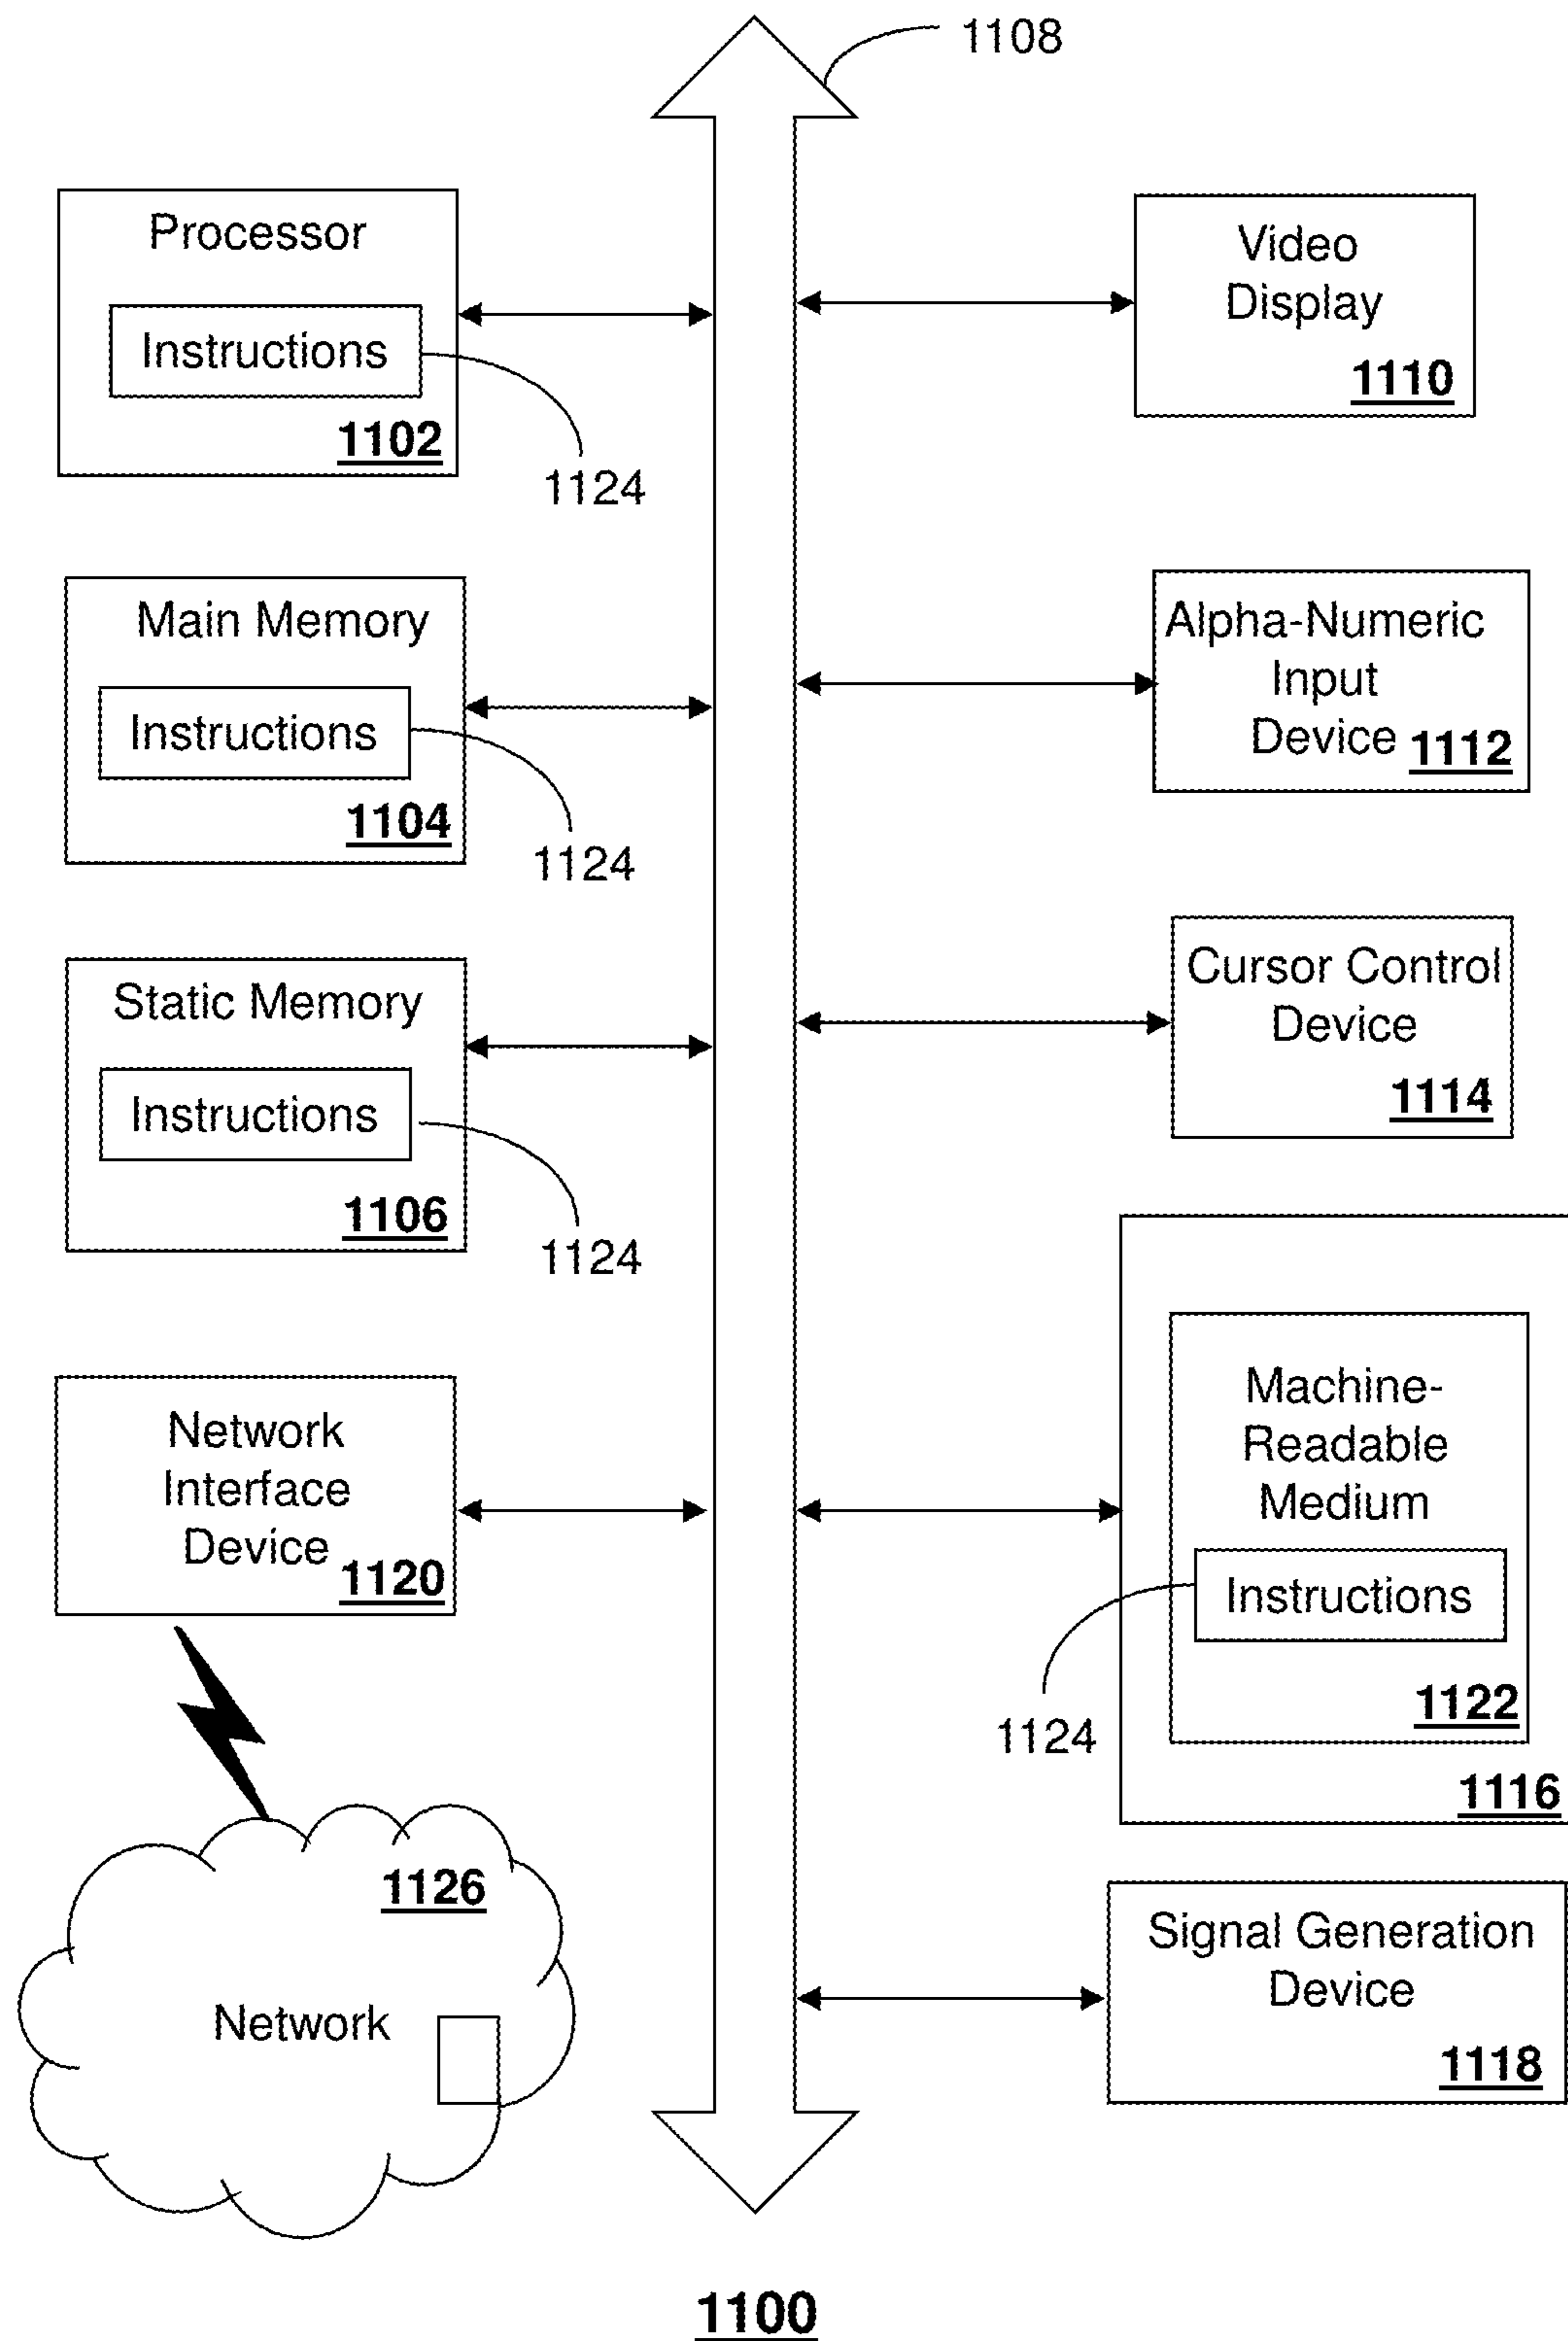 1108
Processor
Instructions
1102
1124
Main Memory
Instructions
1104
1124
Static Memory
Instructions
1106
1124
Network
Interface
Device
1120
1126
Network
Video
Display
1110
Alpha-Numeric
Input
Device 1112
Cursor Control
Device
1114
Machine-
Readable
Medium
Instructions
1122
1124
1116
Signal Generation
Device
1118
1100